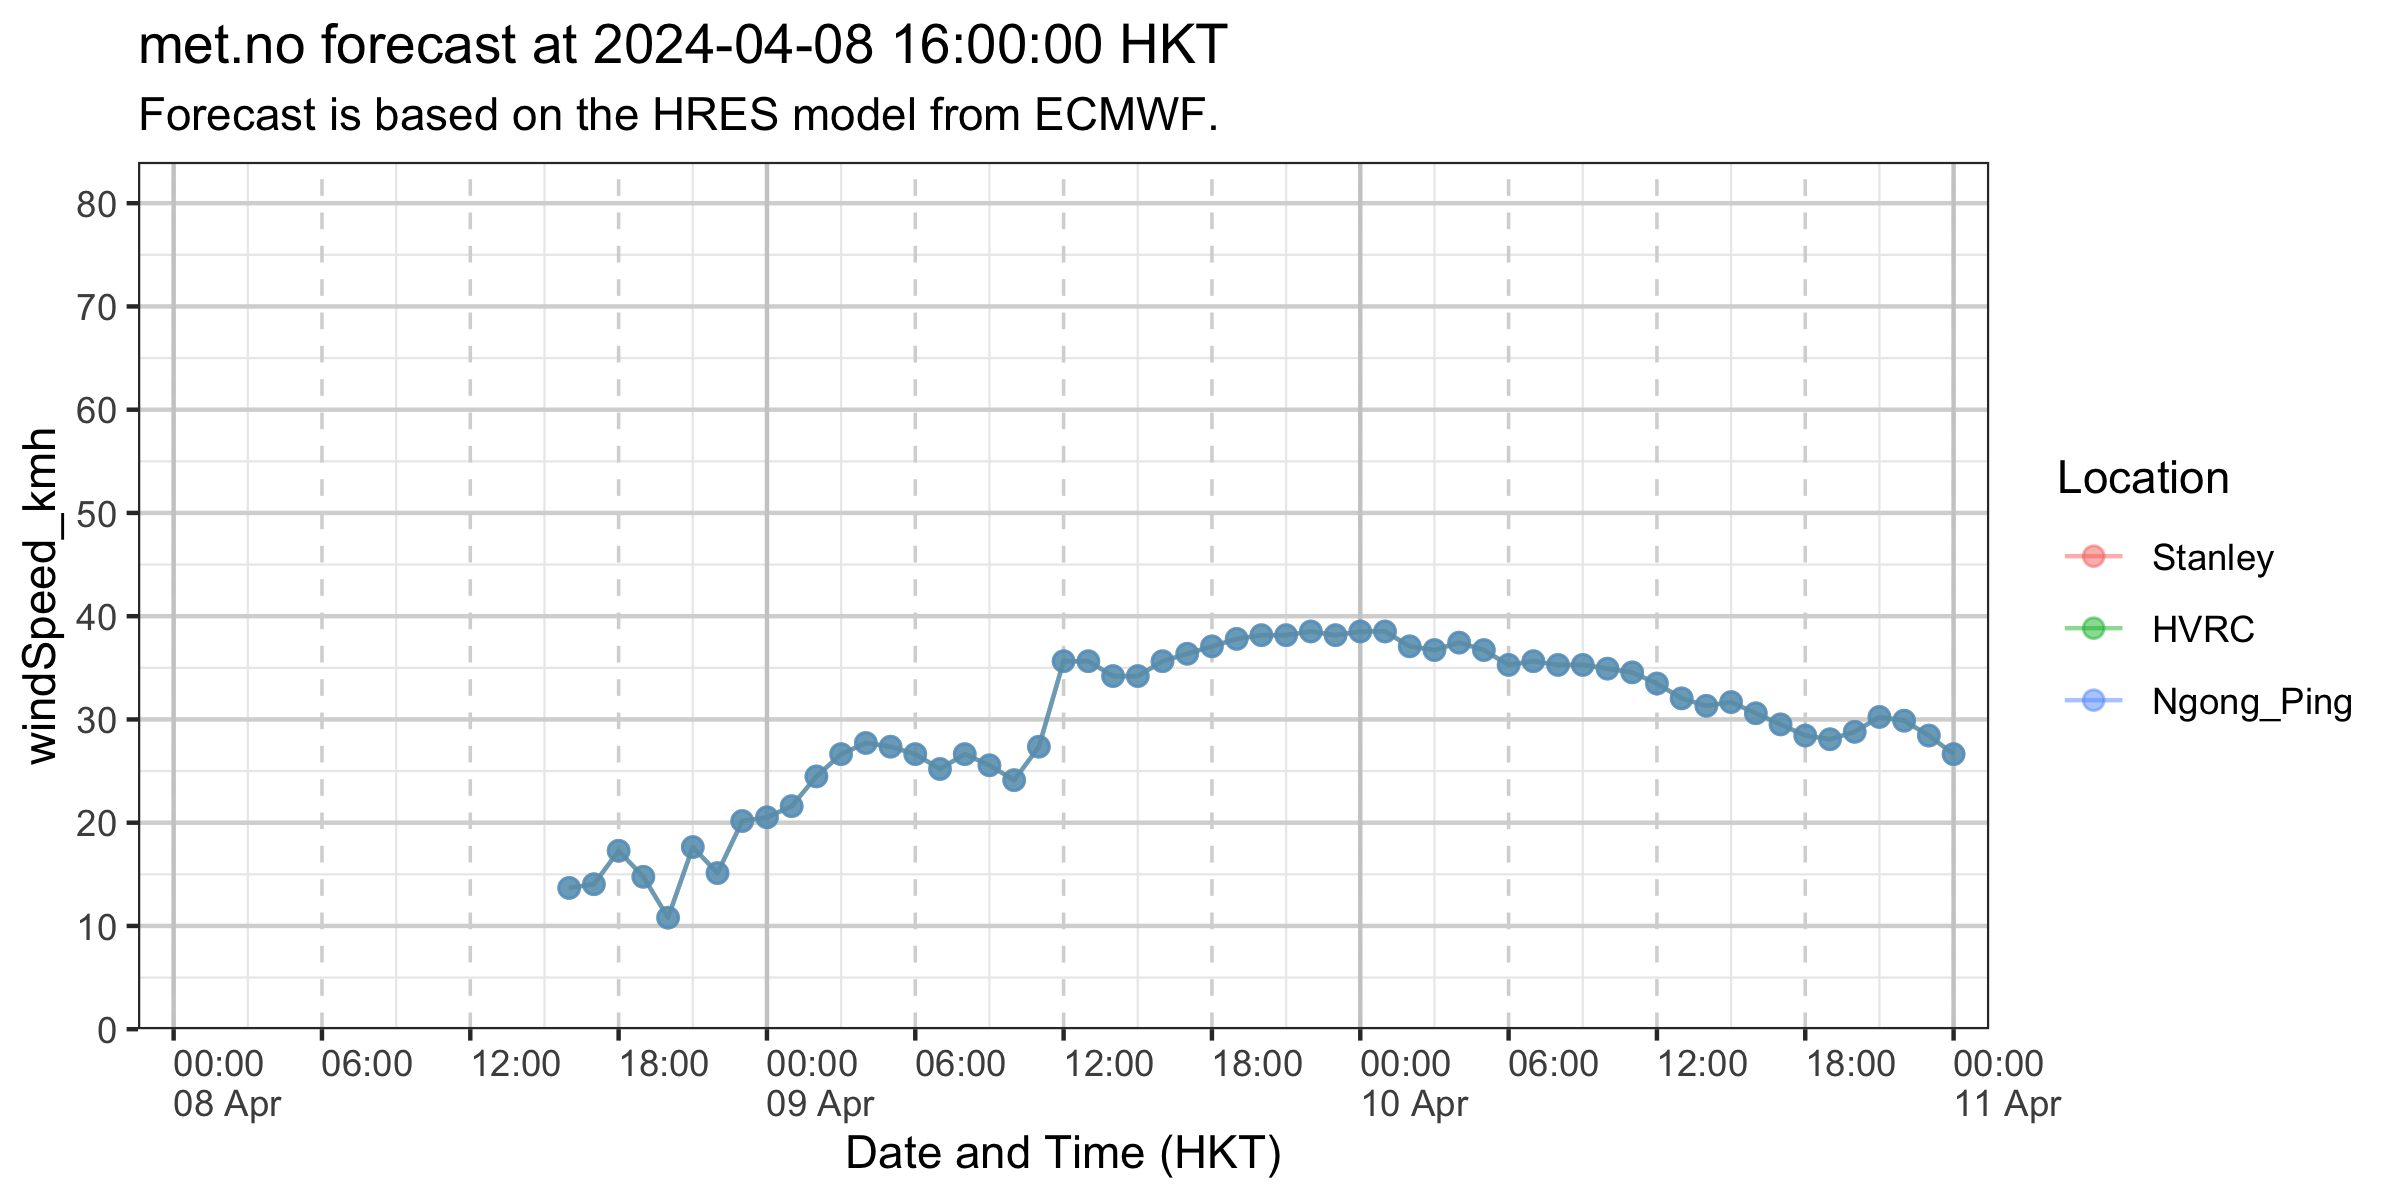 met.no forecast at 2024-04-08 16:00:00 HKT
Forecast is based on the HRES model from ECMWF.
windSpeed_kmh
80
70
60
50
40
30
20
10
0
00:00 06:00 12:00 18:00 00:00 06:00 12:00 18:00 00:00 06:00 12:00 18:00 00:00
08 Apr 09 Apr 10 Apr 11 Apr
Date and Time (HKT)
Location
Stanley
HVRC
Ngong_Ping